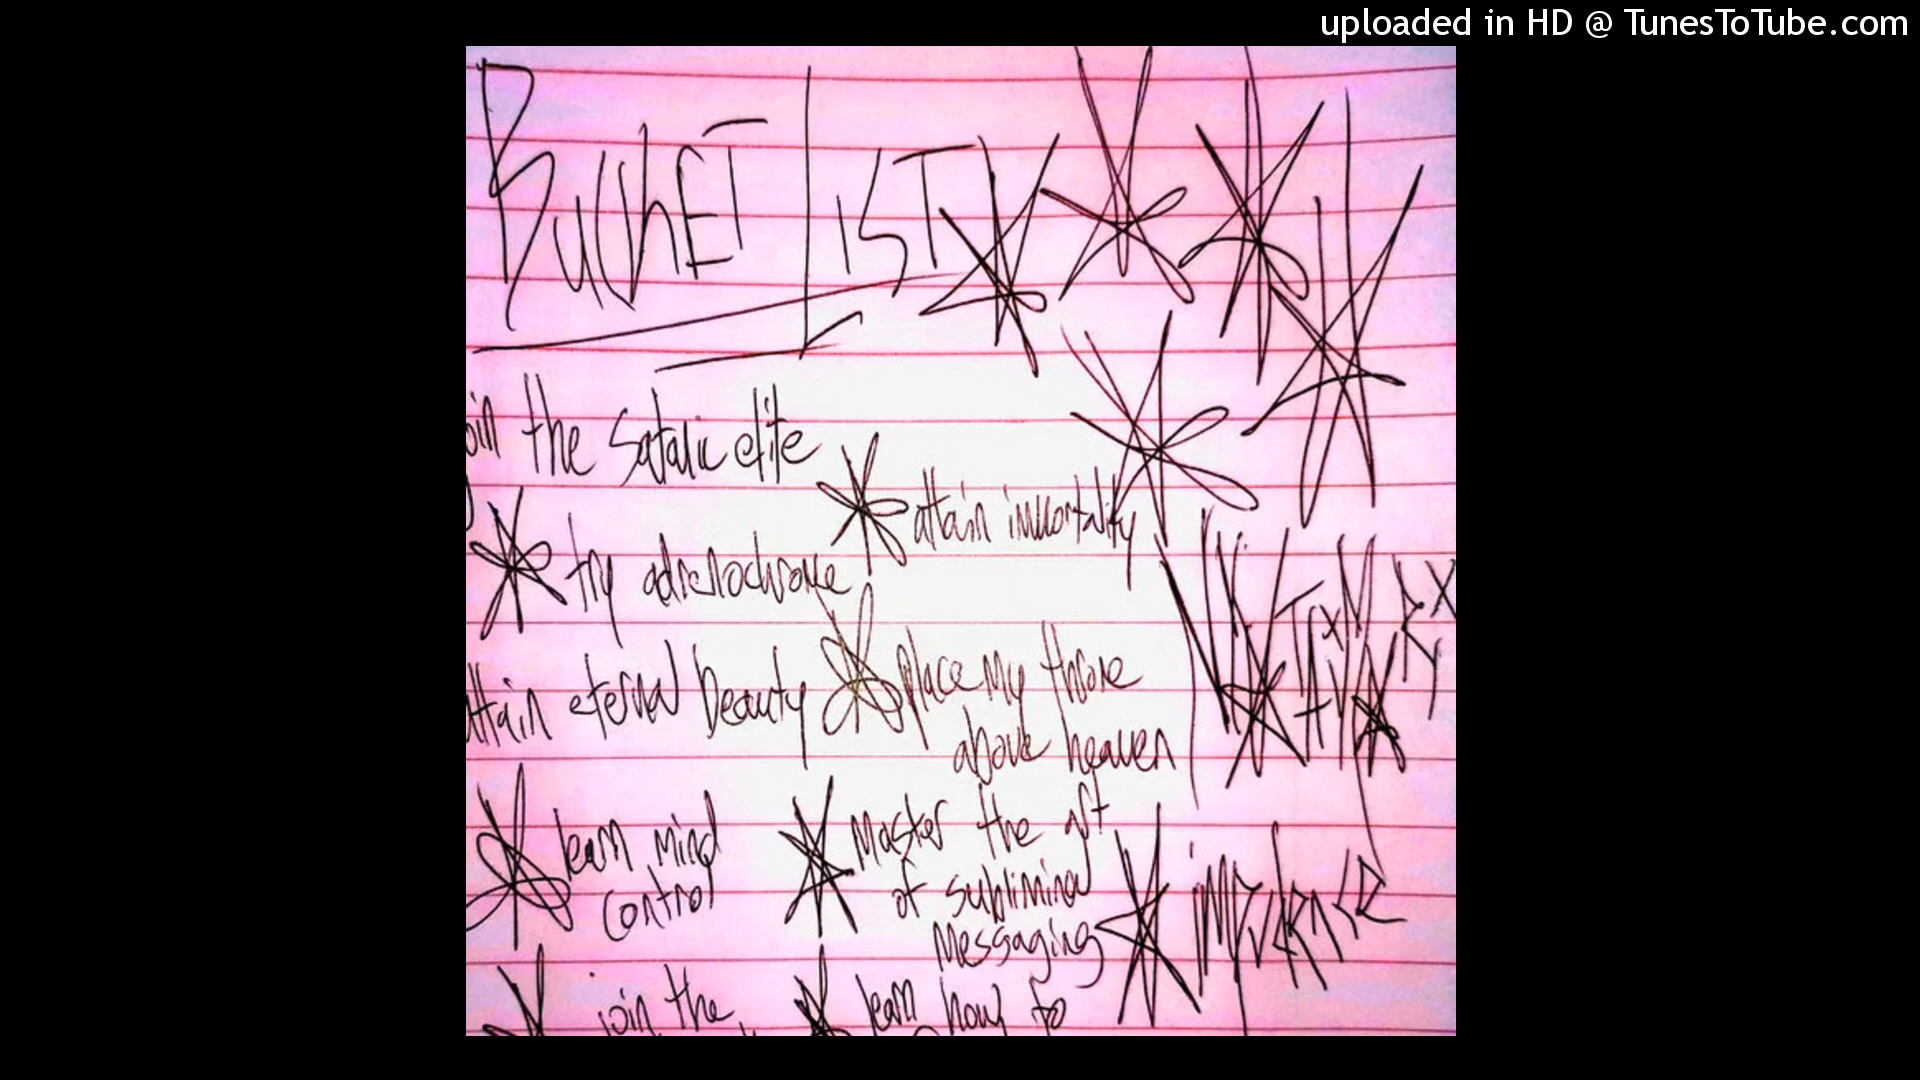 uploaded in HD @ TunesToTube.com
BuckET LIST
oin the Satanic elite
attain immortality
try adrenochrome
attain eternal beauty
place my throne
above heaven
learn mind
control
master the art
of subliminal
messaging
join the
learn how to